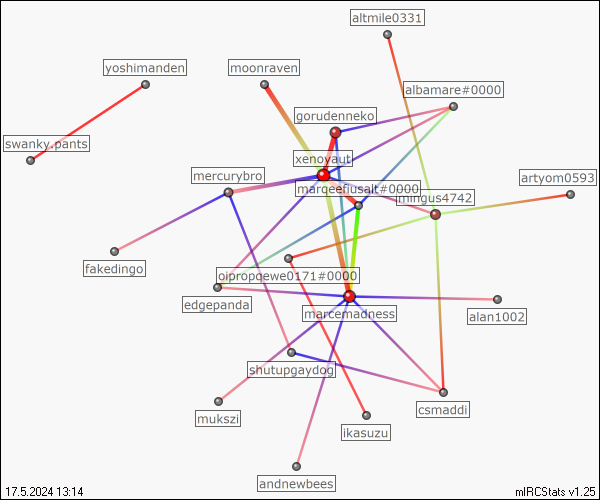 altmile0331
yoshimanden
moonraven
albamare#0000
gorudenneko
swanky.pants
xenoyaut
mercurybro
artyom0593
marqeefiusalt#0000
mingus4742
fakedingo
oipropqewe0171#0000
edgepanda
alan1002
marcemadness
shutupgaydog
csmaddi
mukszi
ikasuzu
andnewbees
17.5.2024 13:14
mIRCStats v1.25